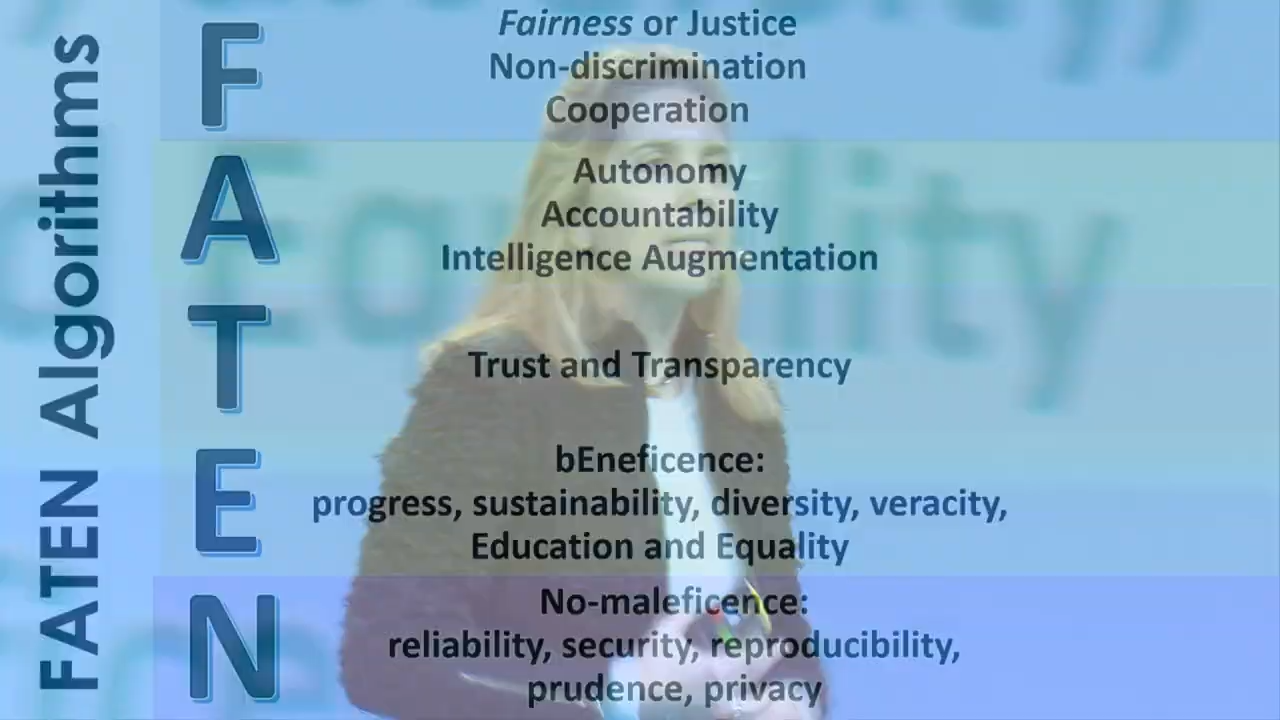 FATEN Algorithms
F
Fairness or Justice
Non-discrimination
Cooperation
A
Autonomy
Accountability
Intelligence Augmentation
T
Trust and Transparency
E
bEneficence:
progress, sustainability, diversity, veracity,
Education and Equality
N
No-maleficence:
reliability, security, reproducibility,
prudence, privacy